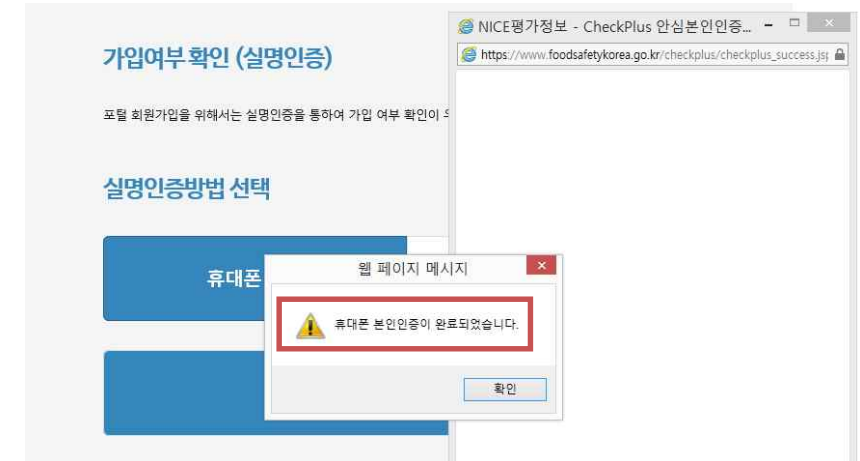 가입여부 확인 (실명인증)
포털 회원가입을 위해서는 실명인증을 통하여 가입 여부 확인이
실명인증방법 선택
휴대폰
NICE평가정보 - CheckPlus 안심본인인증...
https://www.foodsafetykorea.go.kr/checkplus/checkplus_success.jsp
웹 페이지 메시지
휴대폰 본인인증이 완료되었습니다.
확인